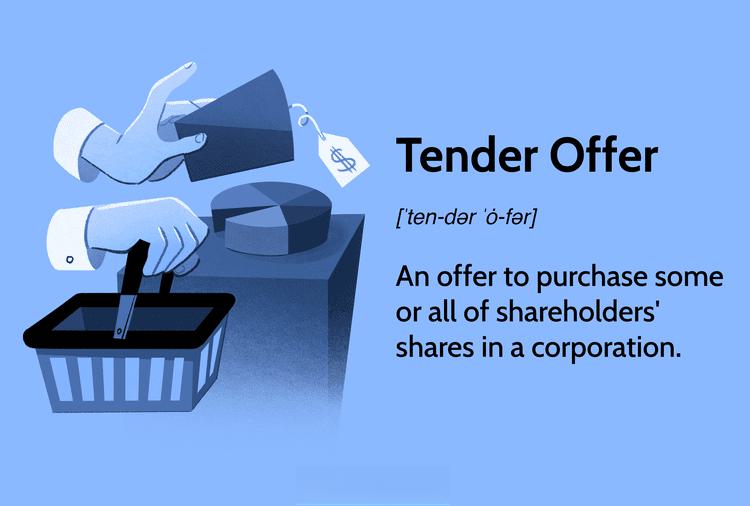 $
Tender Offer
[ˈten-dər ˈȯ-fər]
An offer to purchase some
or all of shareholders'
shares in a corporation.